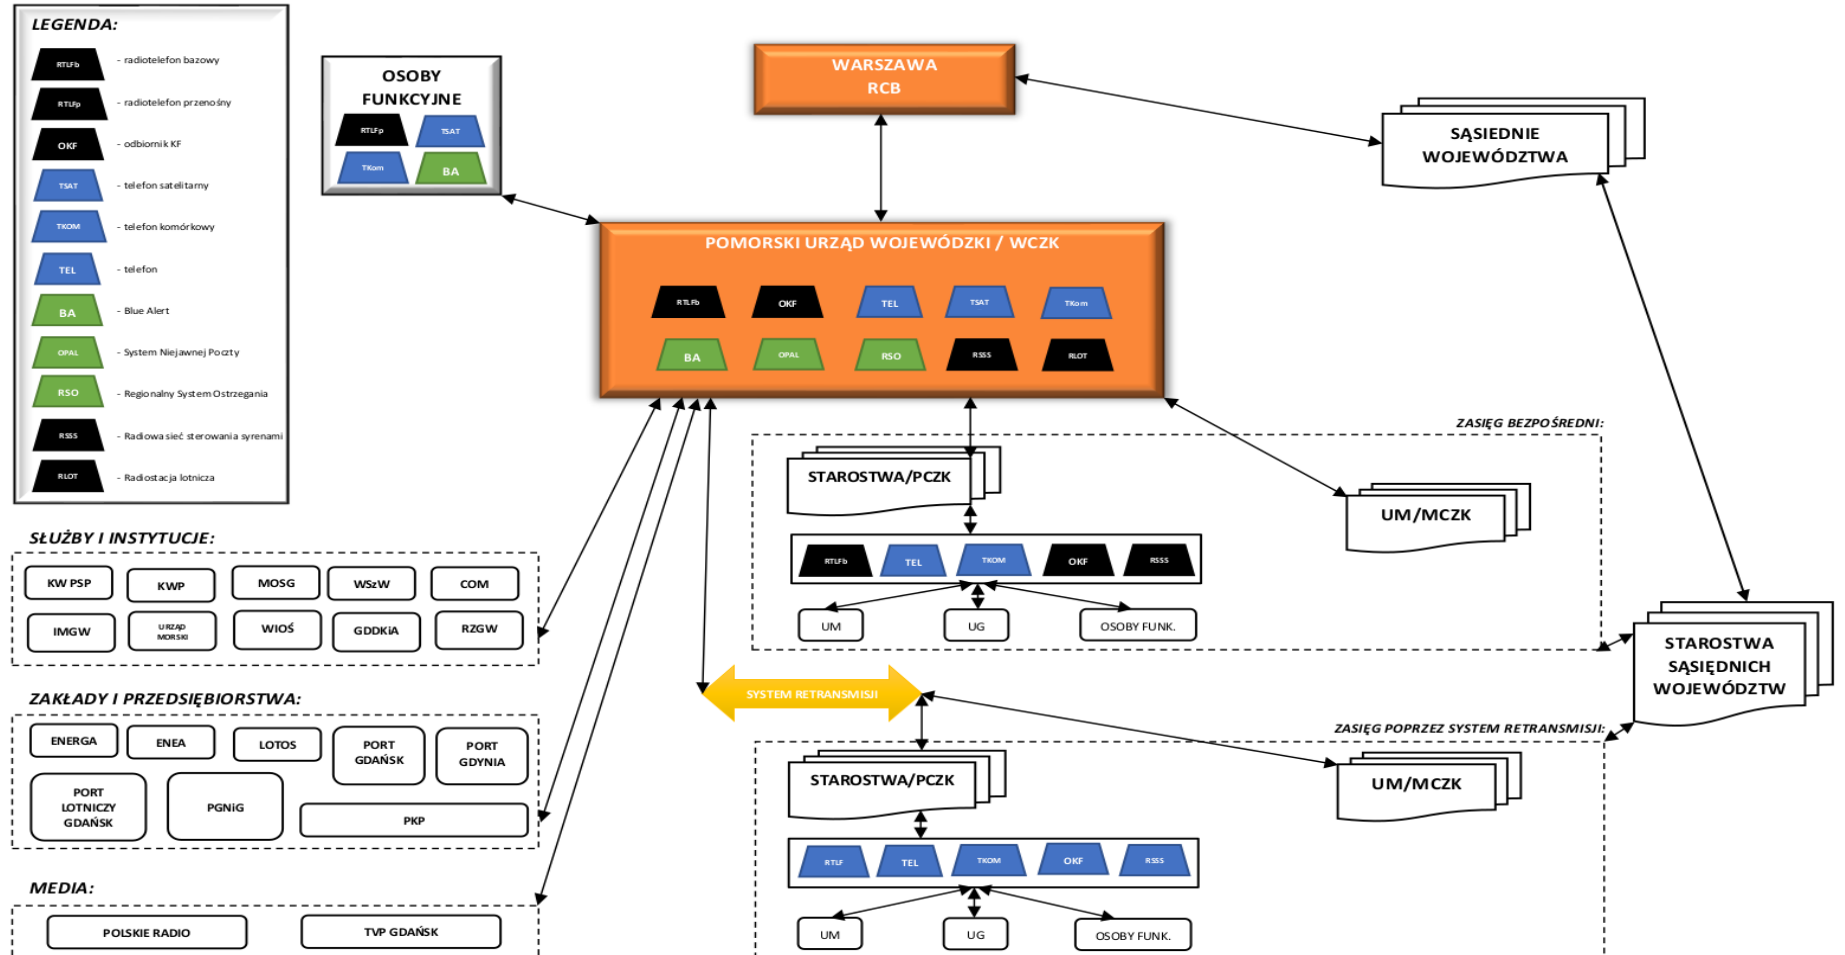 LEGENDA:
RTLFb - radiotelefon bazowy
RTLFp - radiotelefon przenośny
OKF - odbiornik KF
TSAT - telefon satelitarny
TKOM - telefon komórkowy
TEL - telefon
BA - Blue Alert
OPAL - System Niejawnej Poczty
RSO - Regionalny System Ostrzegania
RSSS - Radiowa sieć sterowania syrenami
RLOT - Radiostacja lotnicza
OSOBY
FUNKCYJNE
RTLFp TSAT
TKom BA
WARSZAWA
RCB
SĄSIEDNIE
WOJEWÓDZTWA
POMORSKI URZĄD WOJEWÓDZKI / WCZK
RTLFb OKF TEL TSAT TKom
BA OPAL RSO RSSS RLOT
ZASIĘG BEZPOŚREDNI:
STAROSTWA/PCZK
UM/MCZK
RTLFb TEL TKOM OKF RSSS
UM UG OSOBY FUNK.
SŁUŻBY I INSTYTUCJE:
KW PSP KWP MOSG WSzW COM
IMGW URZĄD
MORSKI WIOŚ GDDKiA RZGW
STAROSTWA
SĄSIĘDNICH
WOJEWÓDZTW
SYSTEM RETRANSMISJI
ZAKŁADY I PRZEDSIĘBIORSTWA:
ENERGA ENEA LOTOS PORT
GDAŃSK PORT
GDYNIA
PORT
LOTNICZY
GDAŃSK PGNiG PKP
ZASIĘG POPRZEZ SYSTEM RETRANSMISJI:
STAROSTWA/PCZK
UM/MCZK
RTLF TEL TKOM OKF RSSS
UM UG OSOBY FUNK.
MEDIA:
POLSKIE RADIO TVP GDAŃSK